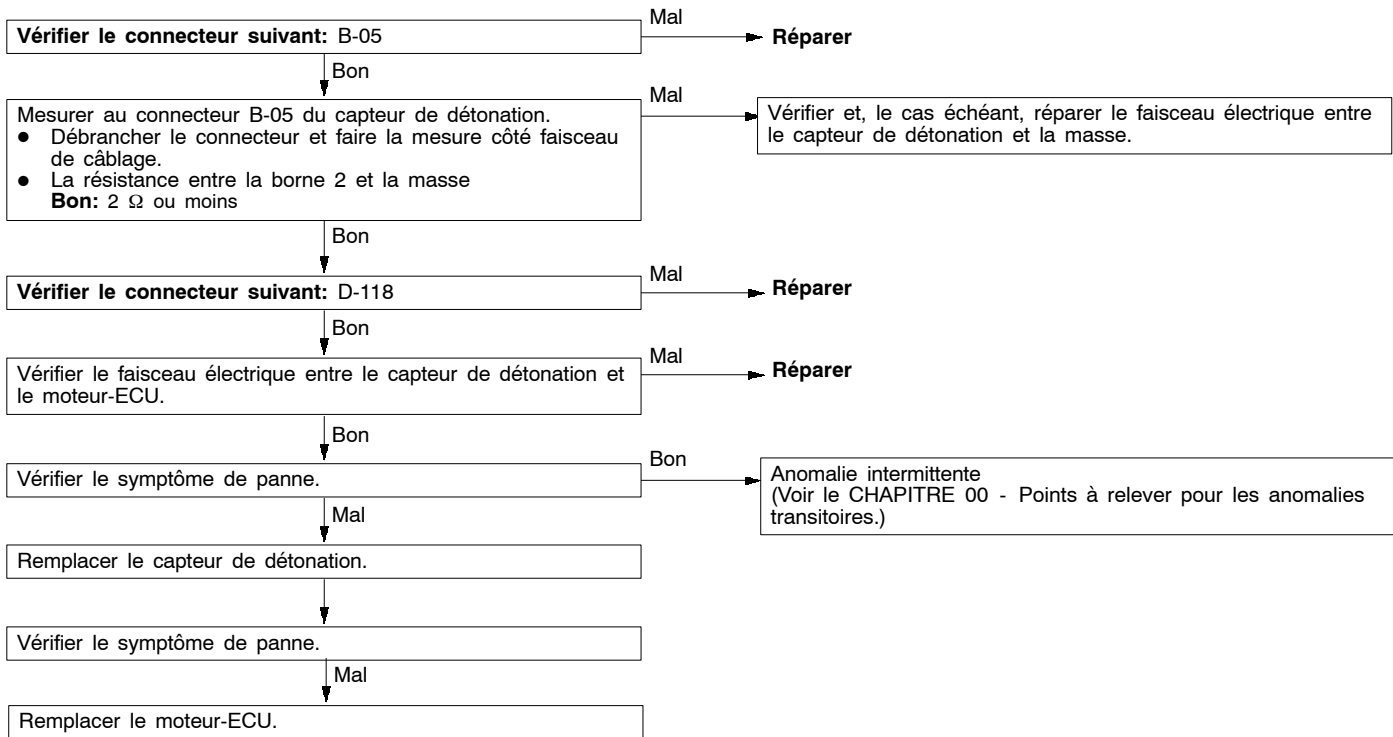 Vérifier le connecteur suivant: B-05
Mal
Réparer
Bon
Mesurer au connecteur B-05 du capteur de détonation.
● Débrancher le connecteur et faire la mesure côté faisceau
de câblage.
● La résistance entre la borne 2 et la masse
Bon: 2 Ω ou moins
Mal
Vérifier et, le cas échéant, réparer le faisceau électrique entre
le capteur de détonation et la masse.
Bon
Vérifier le connecteur suivant: D-118
Mal
Réparer
Bon
Vérifier le faisceau électrique entre le capteur de détonation et
le moteur-ECU.
Mal
Réparer
Bon
Vérifier le symptôme de panne.
Bon
Anomalie intermittente
(Voir le CHAPITRE 00 - Points à relever pour les anomalies
transitoires.)
Mal
Remplacer le capteur de détonation.
Vérifier le symptôme de panne.
Mal
Remplacer le moteur-ECU.